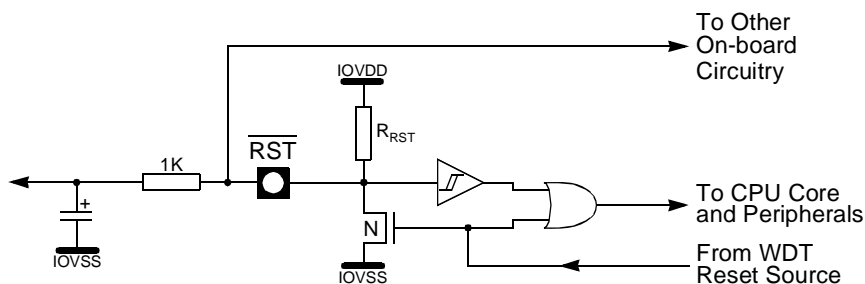 To Other
On-board
Circuitry
IOVDD
RRST
RST
1K
+
IOVSS
N
IOVSS
To CPU Core
and Peripherals
From WDT
Reset Source